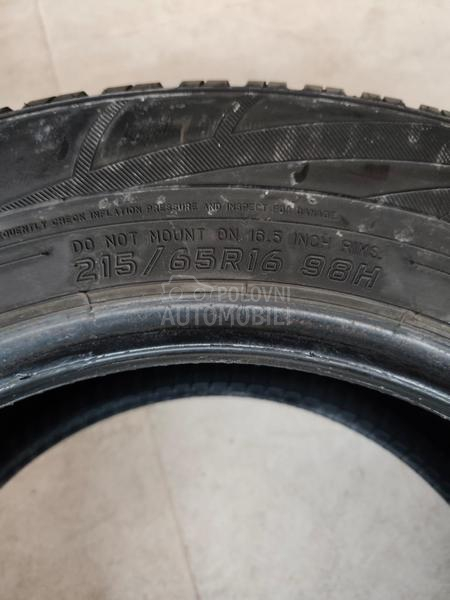 EQUENTLY CHECK INFLATION PRESSURE AND INSPECT FOR DAMAGE
DO NOT MOUNT ON 16.5 INCH RIMS.
215/65R16 98H
POLOVNI
AUTOMOBILI